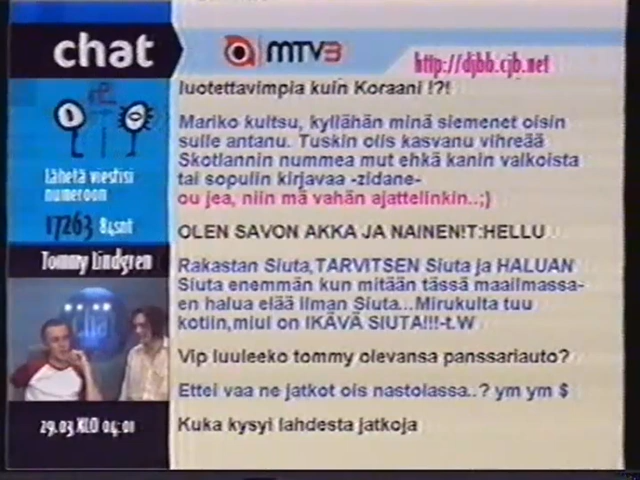 chat
MTV3
http://djbb.cjb.net
luotettavimpia kuin Koraani !?!
Mariko kultsu, kyllähän minä siemenet oisin
sulle antanu. Tuskin olis kasvanu vihreää
Skotlannin nummea mut ehkä kanin valkoista
tai sopulin kirjavaa -zidane-
ou jea, niin mä vähän ajattelinkin..;)
Lähetä viestisi
numeroon
17263 84snt
OLEN SAVON AKKA JA NAINEN!T:HELLU
Tommy Lindgren
Rakastan Siuta,TARVITSEN Siuta ja HALUAN
Siuta enemmän kun mitään tässä maailmassa-
en halua elää ilman Siuta...Mirukulta tuu
kotiin,miul on IKÄVÄ SIUTA!!!-t.W
Vip luuleeko tommy olevansa panssariauto?
Ettei vaa ne jatkot ois nastolassa..? ym ym $
Kuka kysyi lahdesta jatkoja
29.03 KLO 04:01